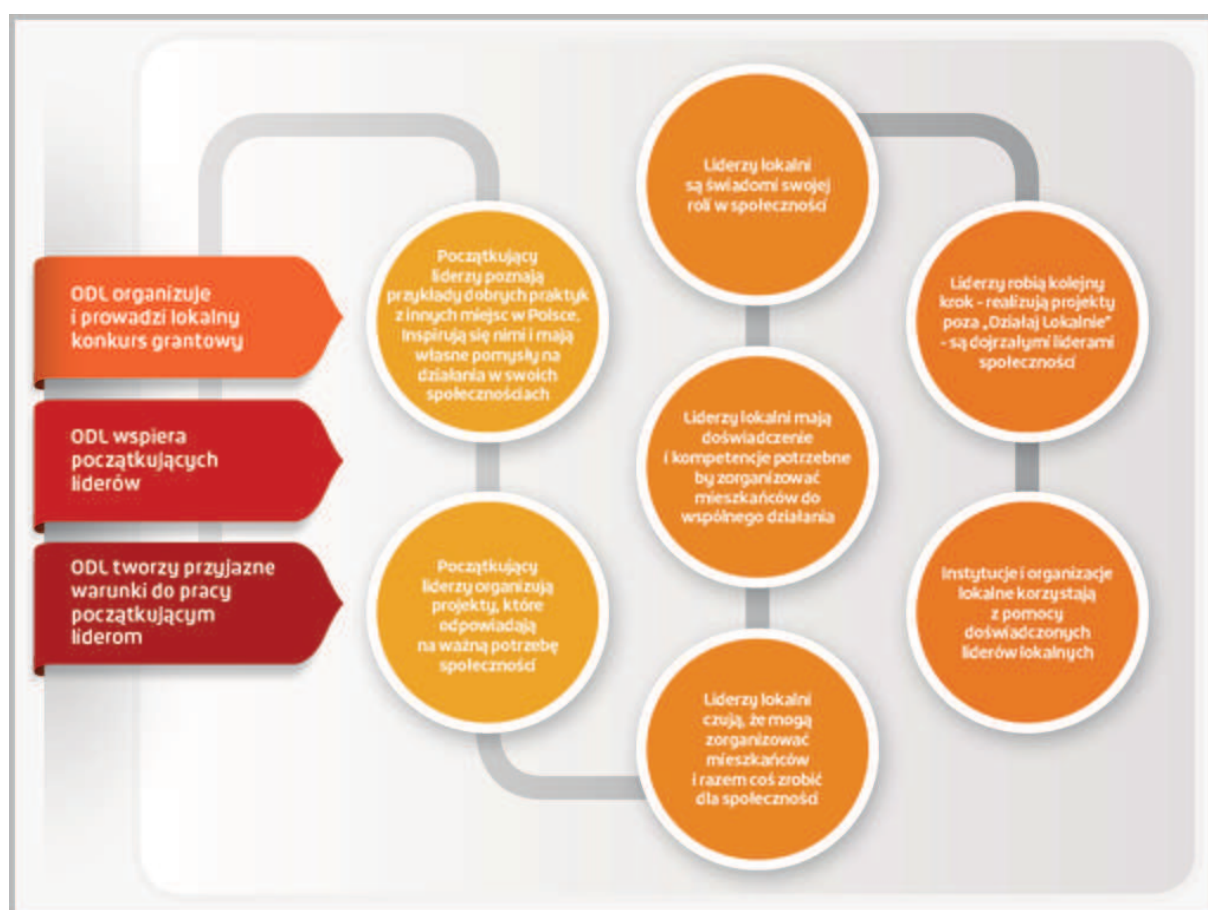 ODL organizuje
i prowadzi lokalny
konkurs grantowy
ODL wspiera
początkujących
liderów
ODL tworzy przyjazne
warunki do pracy
początkującym
liderom
Początkujący
liderzy poznają
przykłady dobrych praktyk
z innych miejsc w Polsce.
Inspirują się nimi i mają
własne pomysły na
działania w swoich
społecznościach
Początkujący
liderzy organizują
projekty, które
odpowiadają
na ważną potrzebę
społeczności
Liderzy lokalni
czują, że mogą
zorganizować
mieszkańców
i razem coś zrobić
dla społeczności
Liderzy lokalni mają
doświadczenie
i kompetencje potrzebne
by zorganizować
mieszkańców do
wspólnego działania
Liderzy lokalni
są świadomi swojej
roli w społeczności
Liderzy robią kolejny
krok - realizują projekty
poza „Działaj Lokalnie”
- są dojrzałymi liderami
społeczności
Instytucje i organizacje
lokalne korzystają
z pomocy
doświadczonych
liderów lokalnych